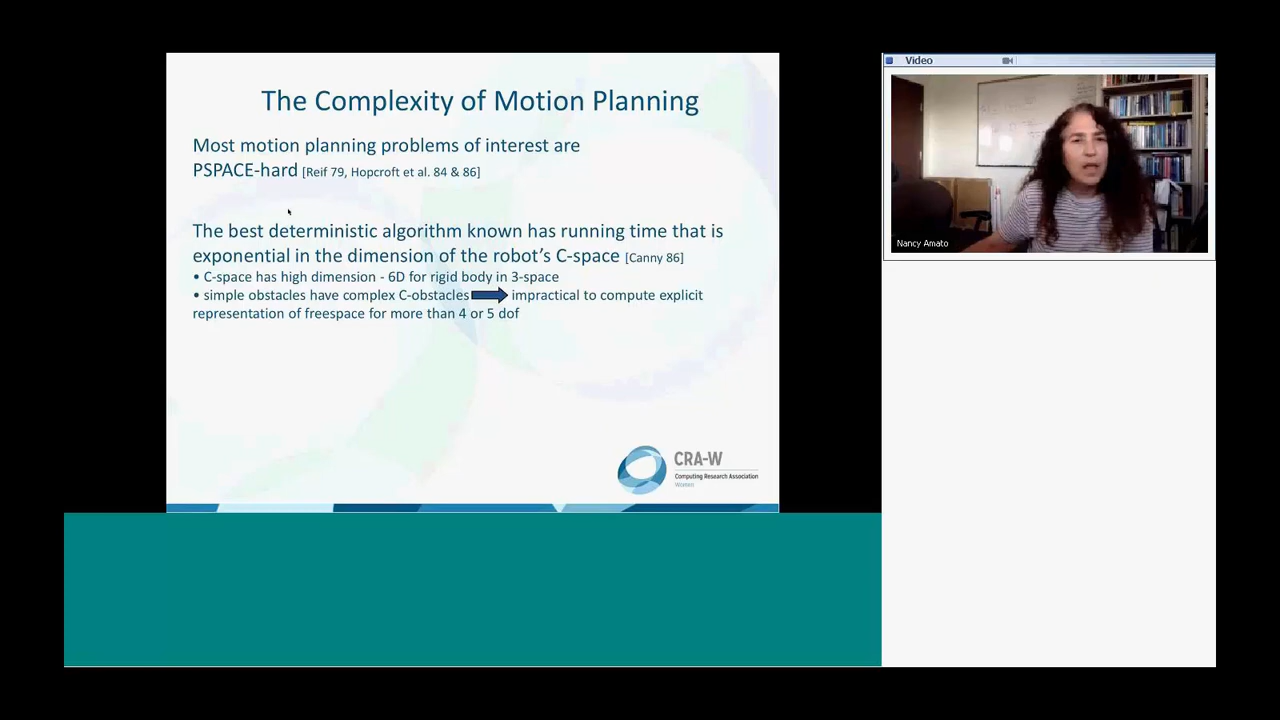 The Complexity of Motion Planning
Most motion planning problems of interest are
PSPACE-hard [Reif 79, Hopcroft et al. 84 & 86]
The best deterministic algorithm known has running time that is
exponential in the dimension of the robot’s C-space [Canny 86]
• C-space has high dimension - 6D for rigid body in 3-space
• simple obstacles have complex C-obstacles impractical to compute explicit
representation of freespace for more than 4 or 5 dof
CRA-W
Computing Research Association
Women
Video
Nancy Amato